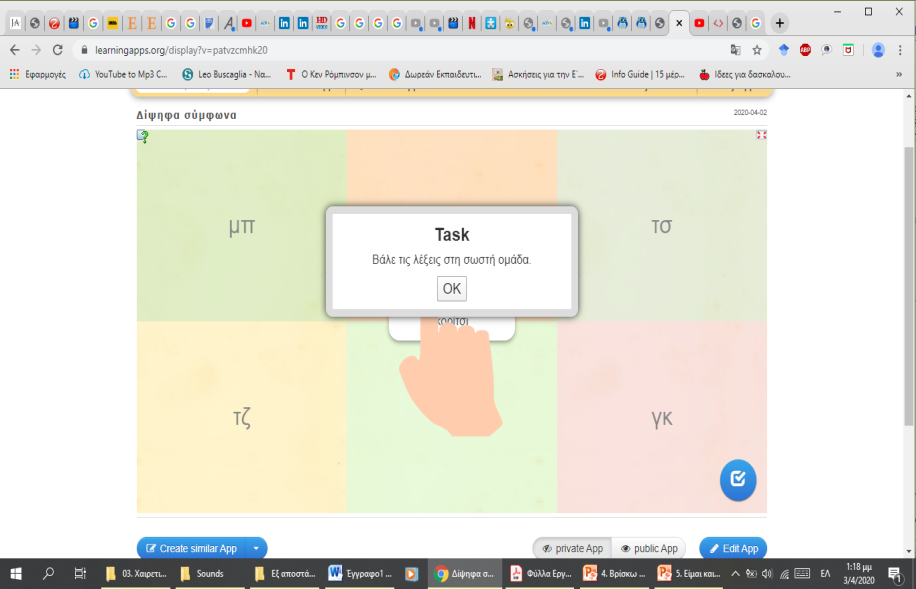 learningapps.org/display?v=patvzcmhk20
Εφαρμογές
YouTube to Mp3 C...
Leo Buscaglia - Να...
Ο Κεν Ρόμπινσον μ...
Δωρεάν Εκπαιδευτι...
Ασκήσεις για την Ε΄...
Info Guide | 15 μέρ...
Ιδεες για δασκαλου...
»
Δίψηφα σύμφωνα
2020-04-02
μπ
τσ
Task
Βάλε τις λέξεις στη σωστή ομάδα.
OK
κορίτσι
τζ
γκ
Create similar App
private App
public App
Edit App
03. Χαιρετι...
Sounds
Εξ αποστά...
Έγγραφο1 ...
Δίψηφα σ...
Φύλλα Εργ...
4. Βρίσκω ...
5. Είμαι και...
ΕΛ
1:18 μμ
3/4/2020